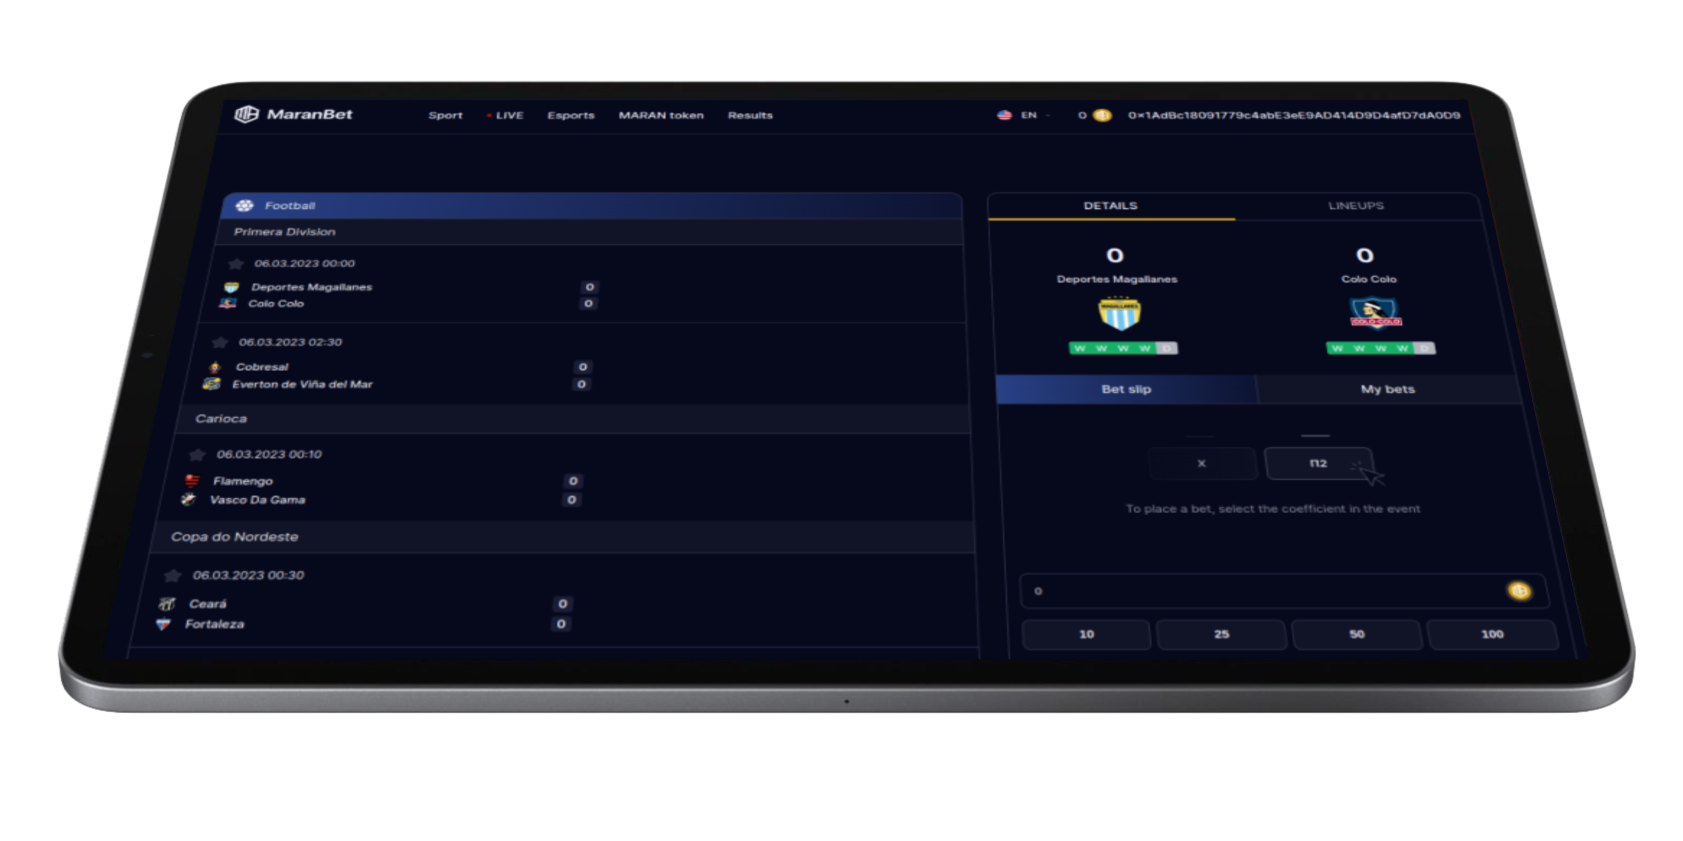 MaranBet
Sport
LIVE
Esports
MARAN token
Results
EN
0
0x1AdBc18091779c4abE3eE9AD414D9D4afD7dA0D9
Football
Primera Division
06.03.2023 00:00
Deportes Magallanes 0
Colo Colo 0
06.03.2023 02:30
Cobresal 0
Everton de Viña del Mar 0
Carioca
06.03.2023 00:10
Flamengo 0
Vasco Da Gama 0
Copa do Nordeste
06.03.2023 00:30
Ceará 0
Fortaleza 0
DETAILS
LINEUPS
0
Deportes Magallanes
MAGALLANES
W W W W D
0
Colo Colo
COLO-COLO
W W W W D
Bet slip
My bets
X
П2
To place a bet, select the coefficient in the event
0
10
25
50
100